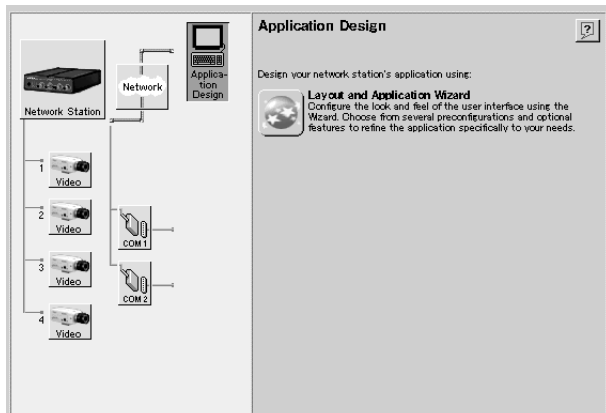 Application Design
?
Applica-
tion
Design
Network
Network Station
Design your network station's application using:
Layout and Application Wizard
Configure the look and feel of the user interface using the
Wizard. Choose from several preconfigurations and optional
features to refine the application specifically to your needs.
1
Video
2
Video
3
Video
4
Video
COM 1
COM 2